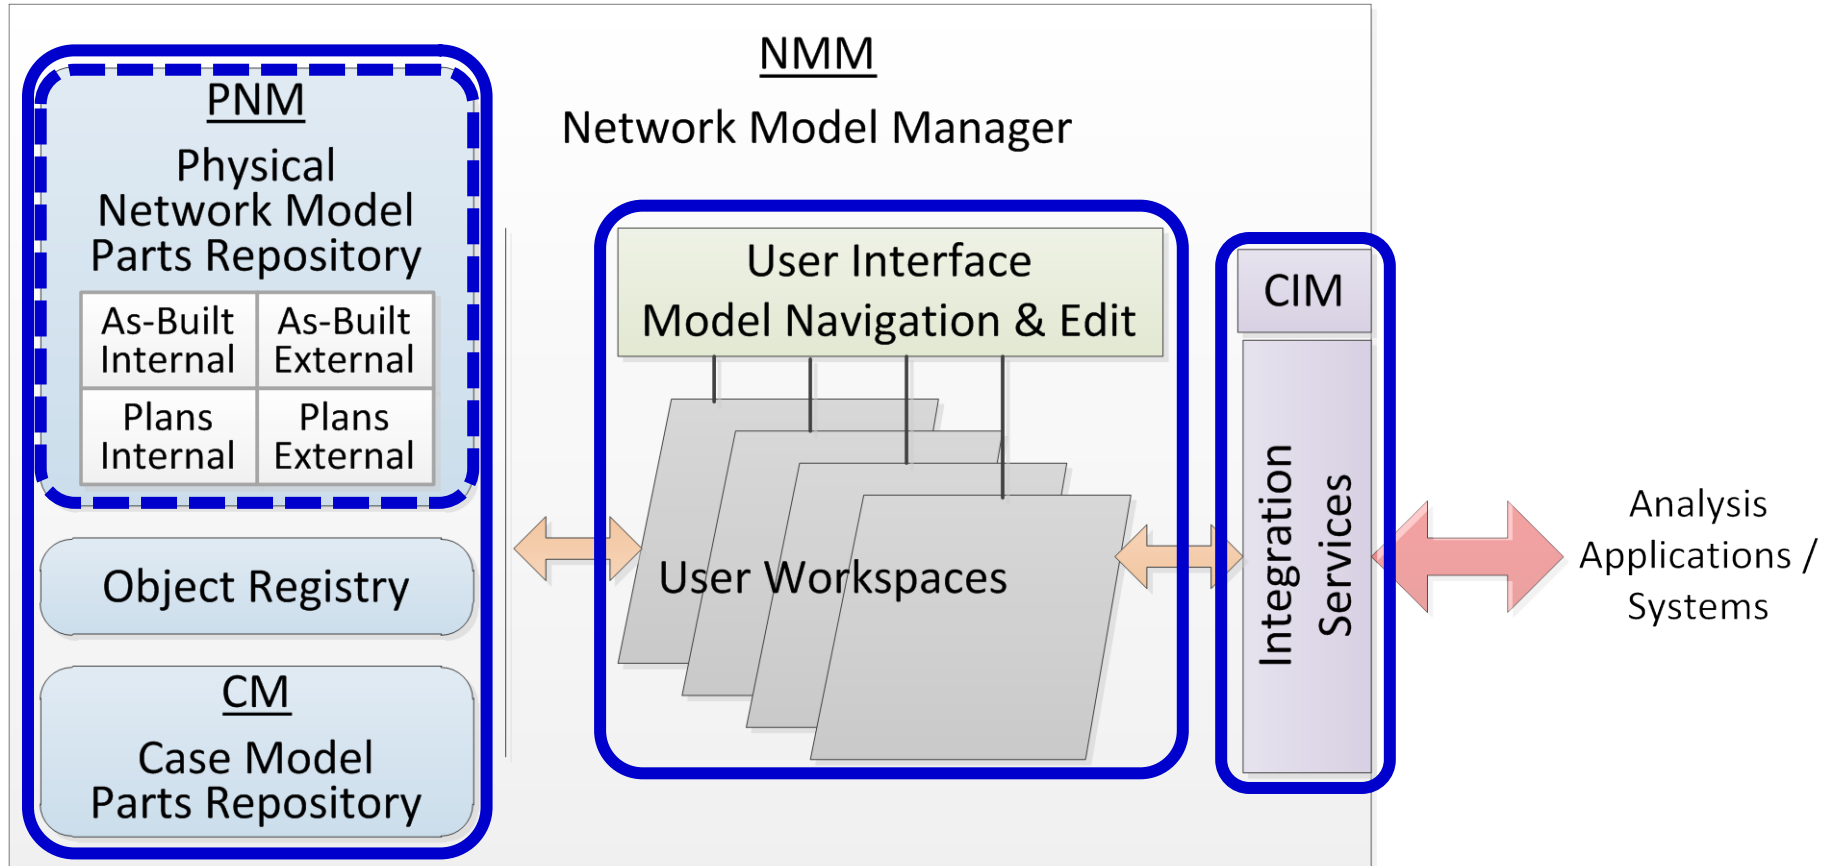 NMM
Network Model Manager
PNM
Physical
Network Model
Parts Repository
As-Built
Internal
As-Built
External
Plans
Internal
Plans
External
Object Registry
CM
Case Model
Parts Repository
User Interface
Model Navigation & Edit
User Workspaces
CIM
Integration
Services
Analysis
Applications /
Systems